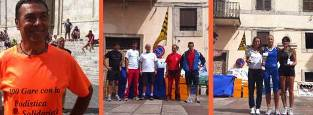 100 Gare con la
Podistica
Solidarietà